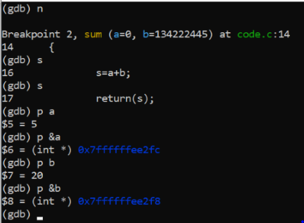 (gdb) n

Breakpoint 2, sum (a=0, b=134222445) at code.c:14
14      {
(gdb) s
16              s=a+b;
(gdb) s
17              return(s);
(gdb) p a
$5 = 5
(gdb) p &a
$6 = (int *) 0x7ffffffee2fc
(gdb) p b
$7 = 20
(gdb) p &b
$8 = (int *) 0x7ffffffee2f8
(gdb)